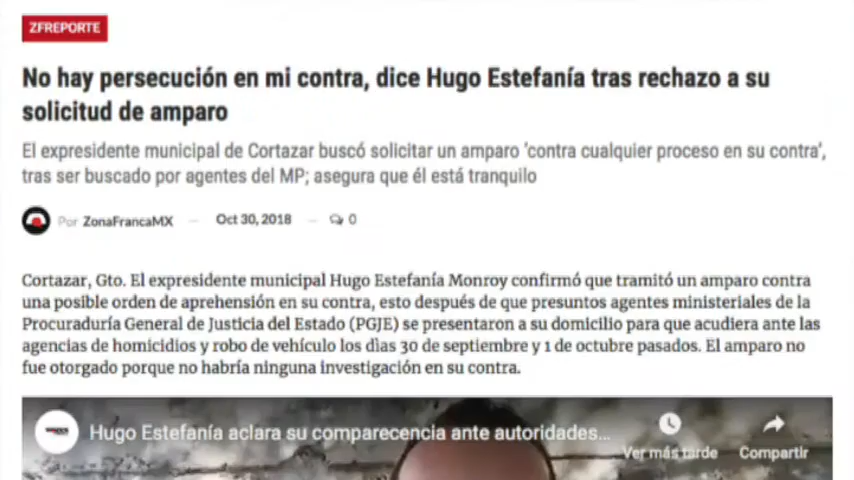 ZFREPORTE
No hay persecución en mi contra, dice Hugo Estefanía tras rechazo a su
solicitud de amparo
El expresidente municipal de Cortazar buscó solicitar un amparo 'contra cualquier proceso en su contra',
tras ser buscado por agentes del MP; asegura que él está tranquilo
Por ZonaFrancaMX — Oct 30, 2018 — 0
Cortazar, Gto. El expresidente municipal Hugo Estefanía Monroy confirmó que tramitó un amparo contra
una posible orden de aprehensión en su contra, esto después de que presuntos agentes ministeriales de la
Procuraduría General de Justicia del Estado (PGJE) se presentaron a su domicilio para que acudiera ante las
agencias de homicidios y robo de vehículo los días 30 de septiembre y 1 de octubre pasados. El amparo no
fue otorgado porque no habría ninguna investigación en su contra.
Hugo Estefanía aclara su comparecencia ante autoridades...
Ver más tarde Compartir